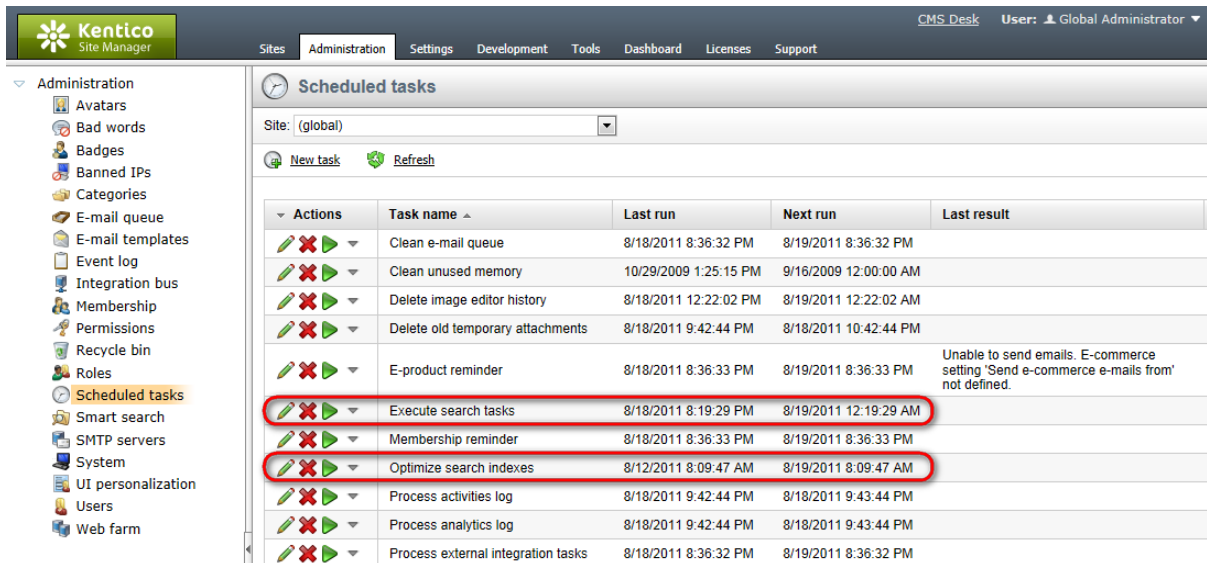 CMS Desk User: Global Administrator
Kentico
Site Manager
Sites Administration Settings Development Tools Dashboard Licenses Support
Administration
Avatars
Bad words
Badges
Banned IPs
Categories
E-mail queue
E-mail templates
Event log
Integration bus
Membership
Permissions
Recycle bin
Roles
Scheduled tasks
Smart search
SMTP servers
System
UI personalization
Users
Web farm
Scheduled tasks
Site: (global)
New task Refresh
Actions Task name Last run Next run Last result
Clean e-mail queue 8/18/2011 8:36:32 PM 8/19/2011 8:36:32 PM
Clean unused memory 10/29/2009 1:25:15 PM 9/16/2009 12:00:00 AM
Delete image editor history 8/18/2011 12:22:02 PM 8/19/2011 12:22:02 AM
Delete old temporary attachments 8/18/2011 9:42:44 PM 8/18/2011 10:42:44 PM
E-product reminder 8/18/2011 8:36:33 PM 8/19/2011 8:36:33 PM Unable to send emails. E-commerce
setting 'Send e-commerce e-mails from'
not defined.
Execute search tasks 8/18/2011 8:19:29 PM 8/19/2011 12:19:29 AM
Membership reminder 8/18/2011 8:36:33 PM 8/19/2011 8:36:33 PM
Optimize search indexes 8/12/2011 8:09:47 AM 8/19/2011 8:09:47 AM
Process activities log 8/18/2011 9:42:44 PM 8/18/2011 9:43:44 PM
Process analytics log 8/18/2011 9:42:44 PM 8/18/2011 9:43:44 PM
Process external integration tasks 8/18/2011 8:36:32 PM 8/19/2011 8:36:32 PM